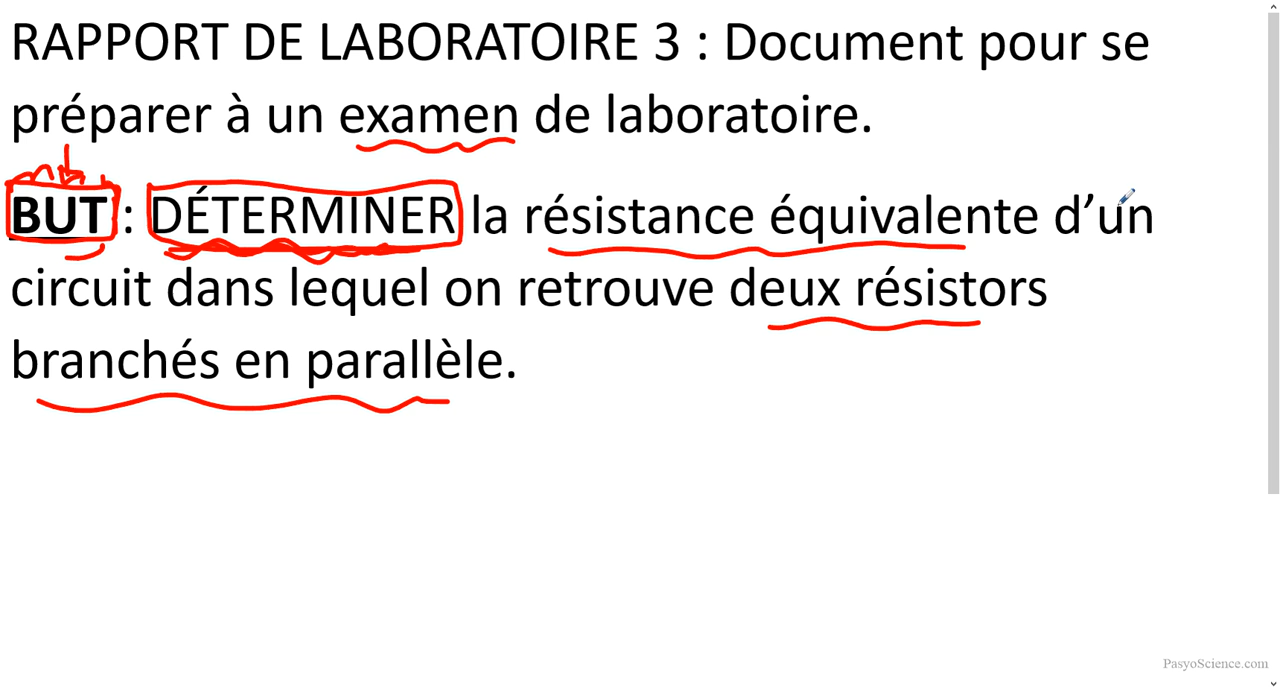 RAPPORT DE LABORATOIRE 3 : Document pour se
préparer à un examen de laboratoire.
BUT : DÉTERMINER la résistance équivalente d’un
circuit dans lequel on retrouve deux résistors
branchés en parallèle.
PasyoScience.com